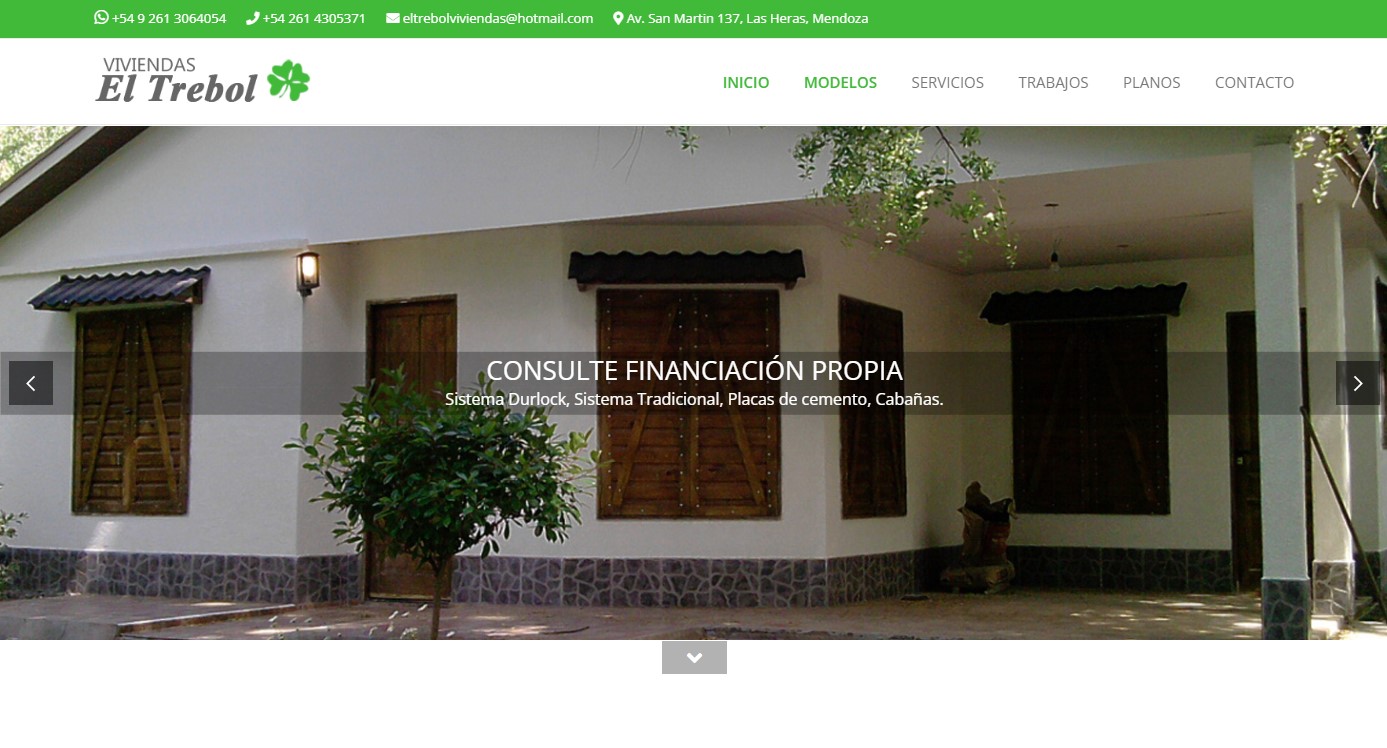 +54 9 261 3064054 +54 261 4305371 eltrebolviviendas@hotmail.com Av. San Martin 137, Las Heras, Mendoza
VIVIENDAS
El Trebol
INICIO MODELOS SERVICIOS TRABAJOS PLANOS CONTACTO
CONSULTE FINANCIACIÓN PROPIA
Sistema Durlock, Sistema Tradicional, Placas de cemento, Cabañas.